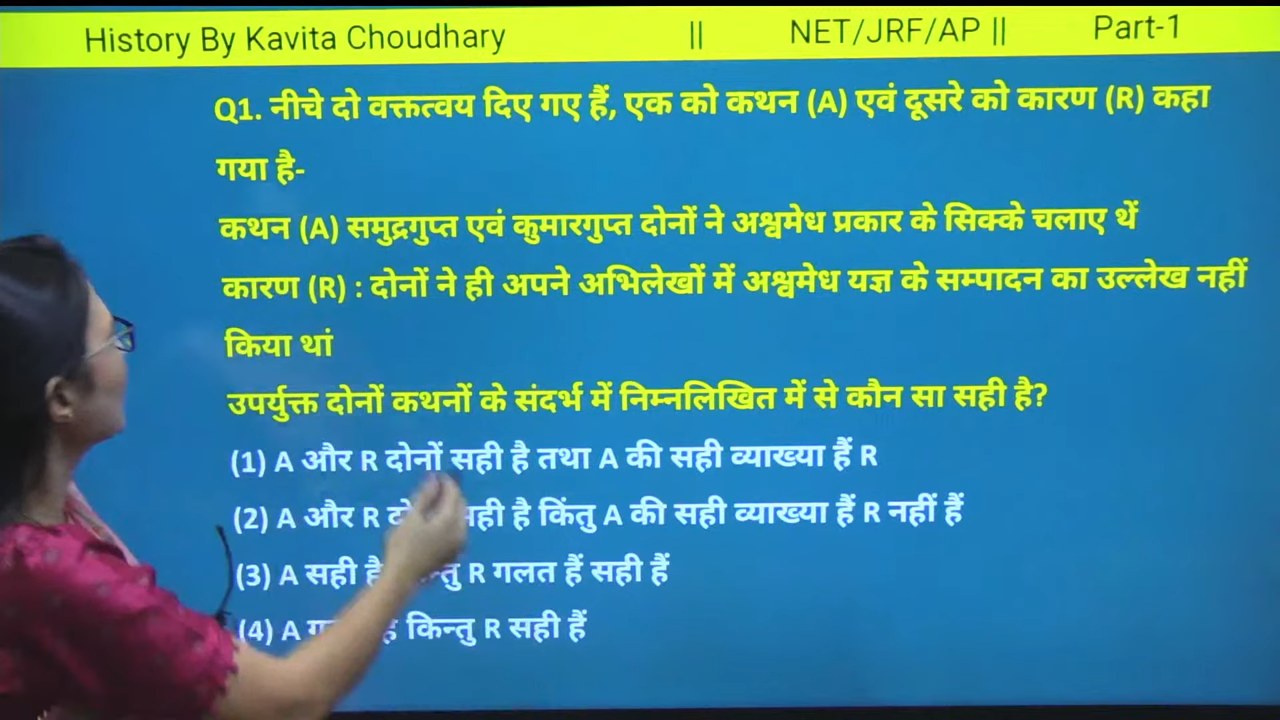 History By Kavita Choudhary || NET/JRF/AP || Part-1
Q1. नीचे दो वक्तत्वय दिए गए हैं, एक को कथन (A) एवं दूसरे को कारण (R) कहा
गया है-
कथन (A) समुद्रगुप्त एवं कुमारगुप्त दोनों ने अश्वमेध प्रकार के सिक्के चलाए थें
कारण (R) : दोनों ने ही अपने अभिलेखों में अश्वमेध यज्ञ के सम्पादन का उल्लेख नहीं
किया थां
उपर्युक्त दोनों कथनों के संदर्भ में निम्नलिखित में से कौन सा सही है?
(1) A और R दोनों सही है तथा A की सही व्याख्या हैं R
(2) A और R है किंतु A की सही व्याख्या हैं R नहीं हैं
(3) A सही R गलत हैं सही हैं
(4) A किन्तु R सही हैं